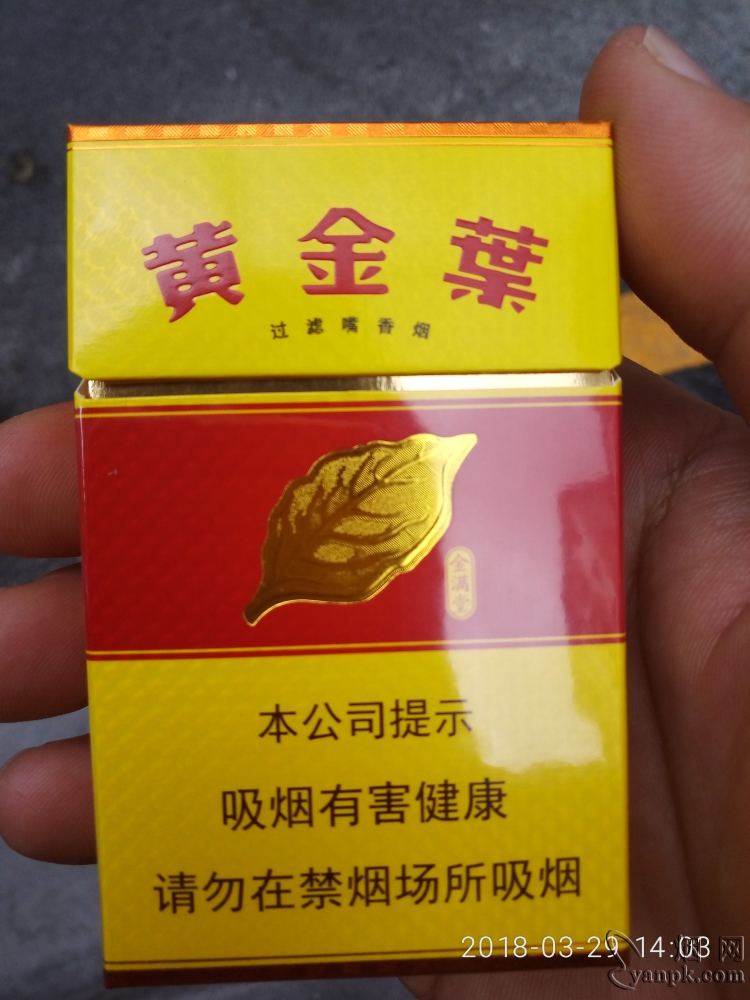 黄金葉
过滤嘴香烟
金满堂
本公司提示
吸烟有害健康
请勿在禁烟场所吸烟
2018-03-29 14:03
烟网
yanpk.com